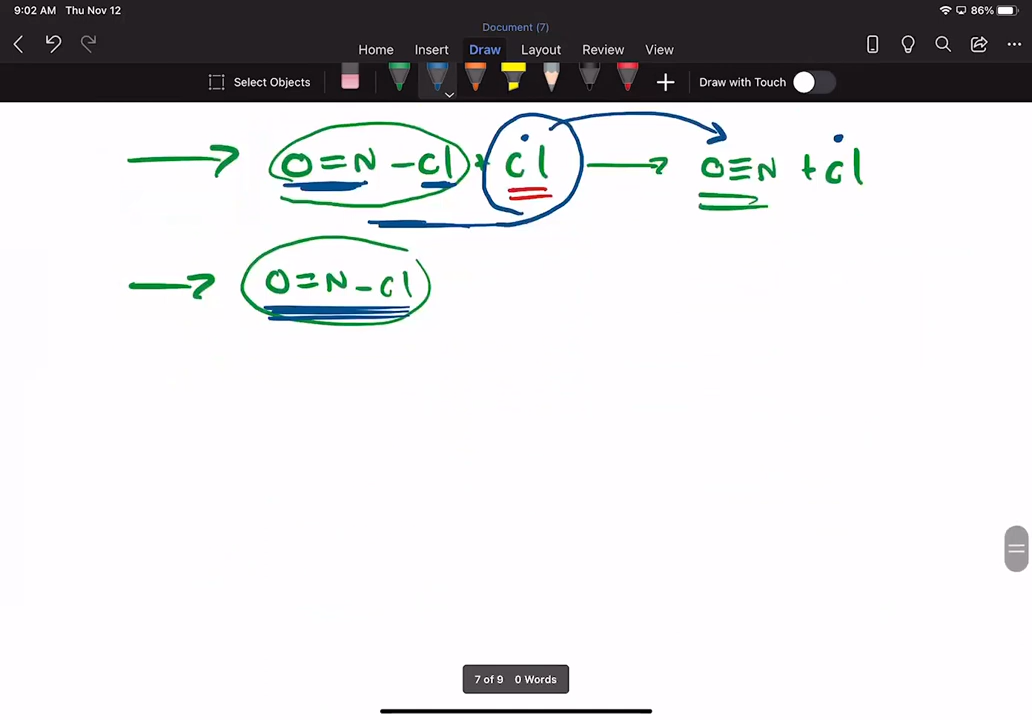 9:02 AM Thu Nov 12
86%
Document (7)
Home Insert Draw Layout Review View
Select Objects
Draw with Touch
→ O=N-Cl + Cl → O≡N + Cl
→ O=N-Cl
7 of 9 0 Words